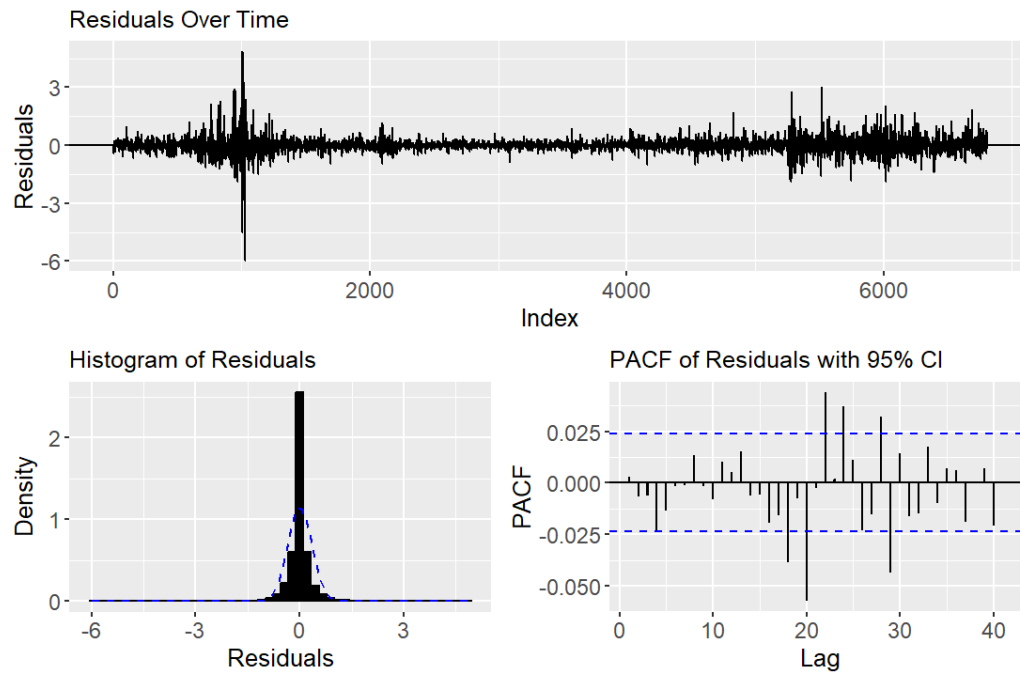 Residuals Over Time
3
0
-3
-6
Residuals
0 2000 4000 6000
Index
Histogram of Residuals
2
1
0
Density
-6 -3 0 3
Residuals
PACF of Residuals with 95% CI
0.025
0.000
-0.025
-0.050
PACF
0 10 20 30 40
Lag